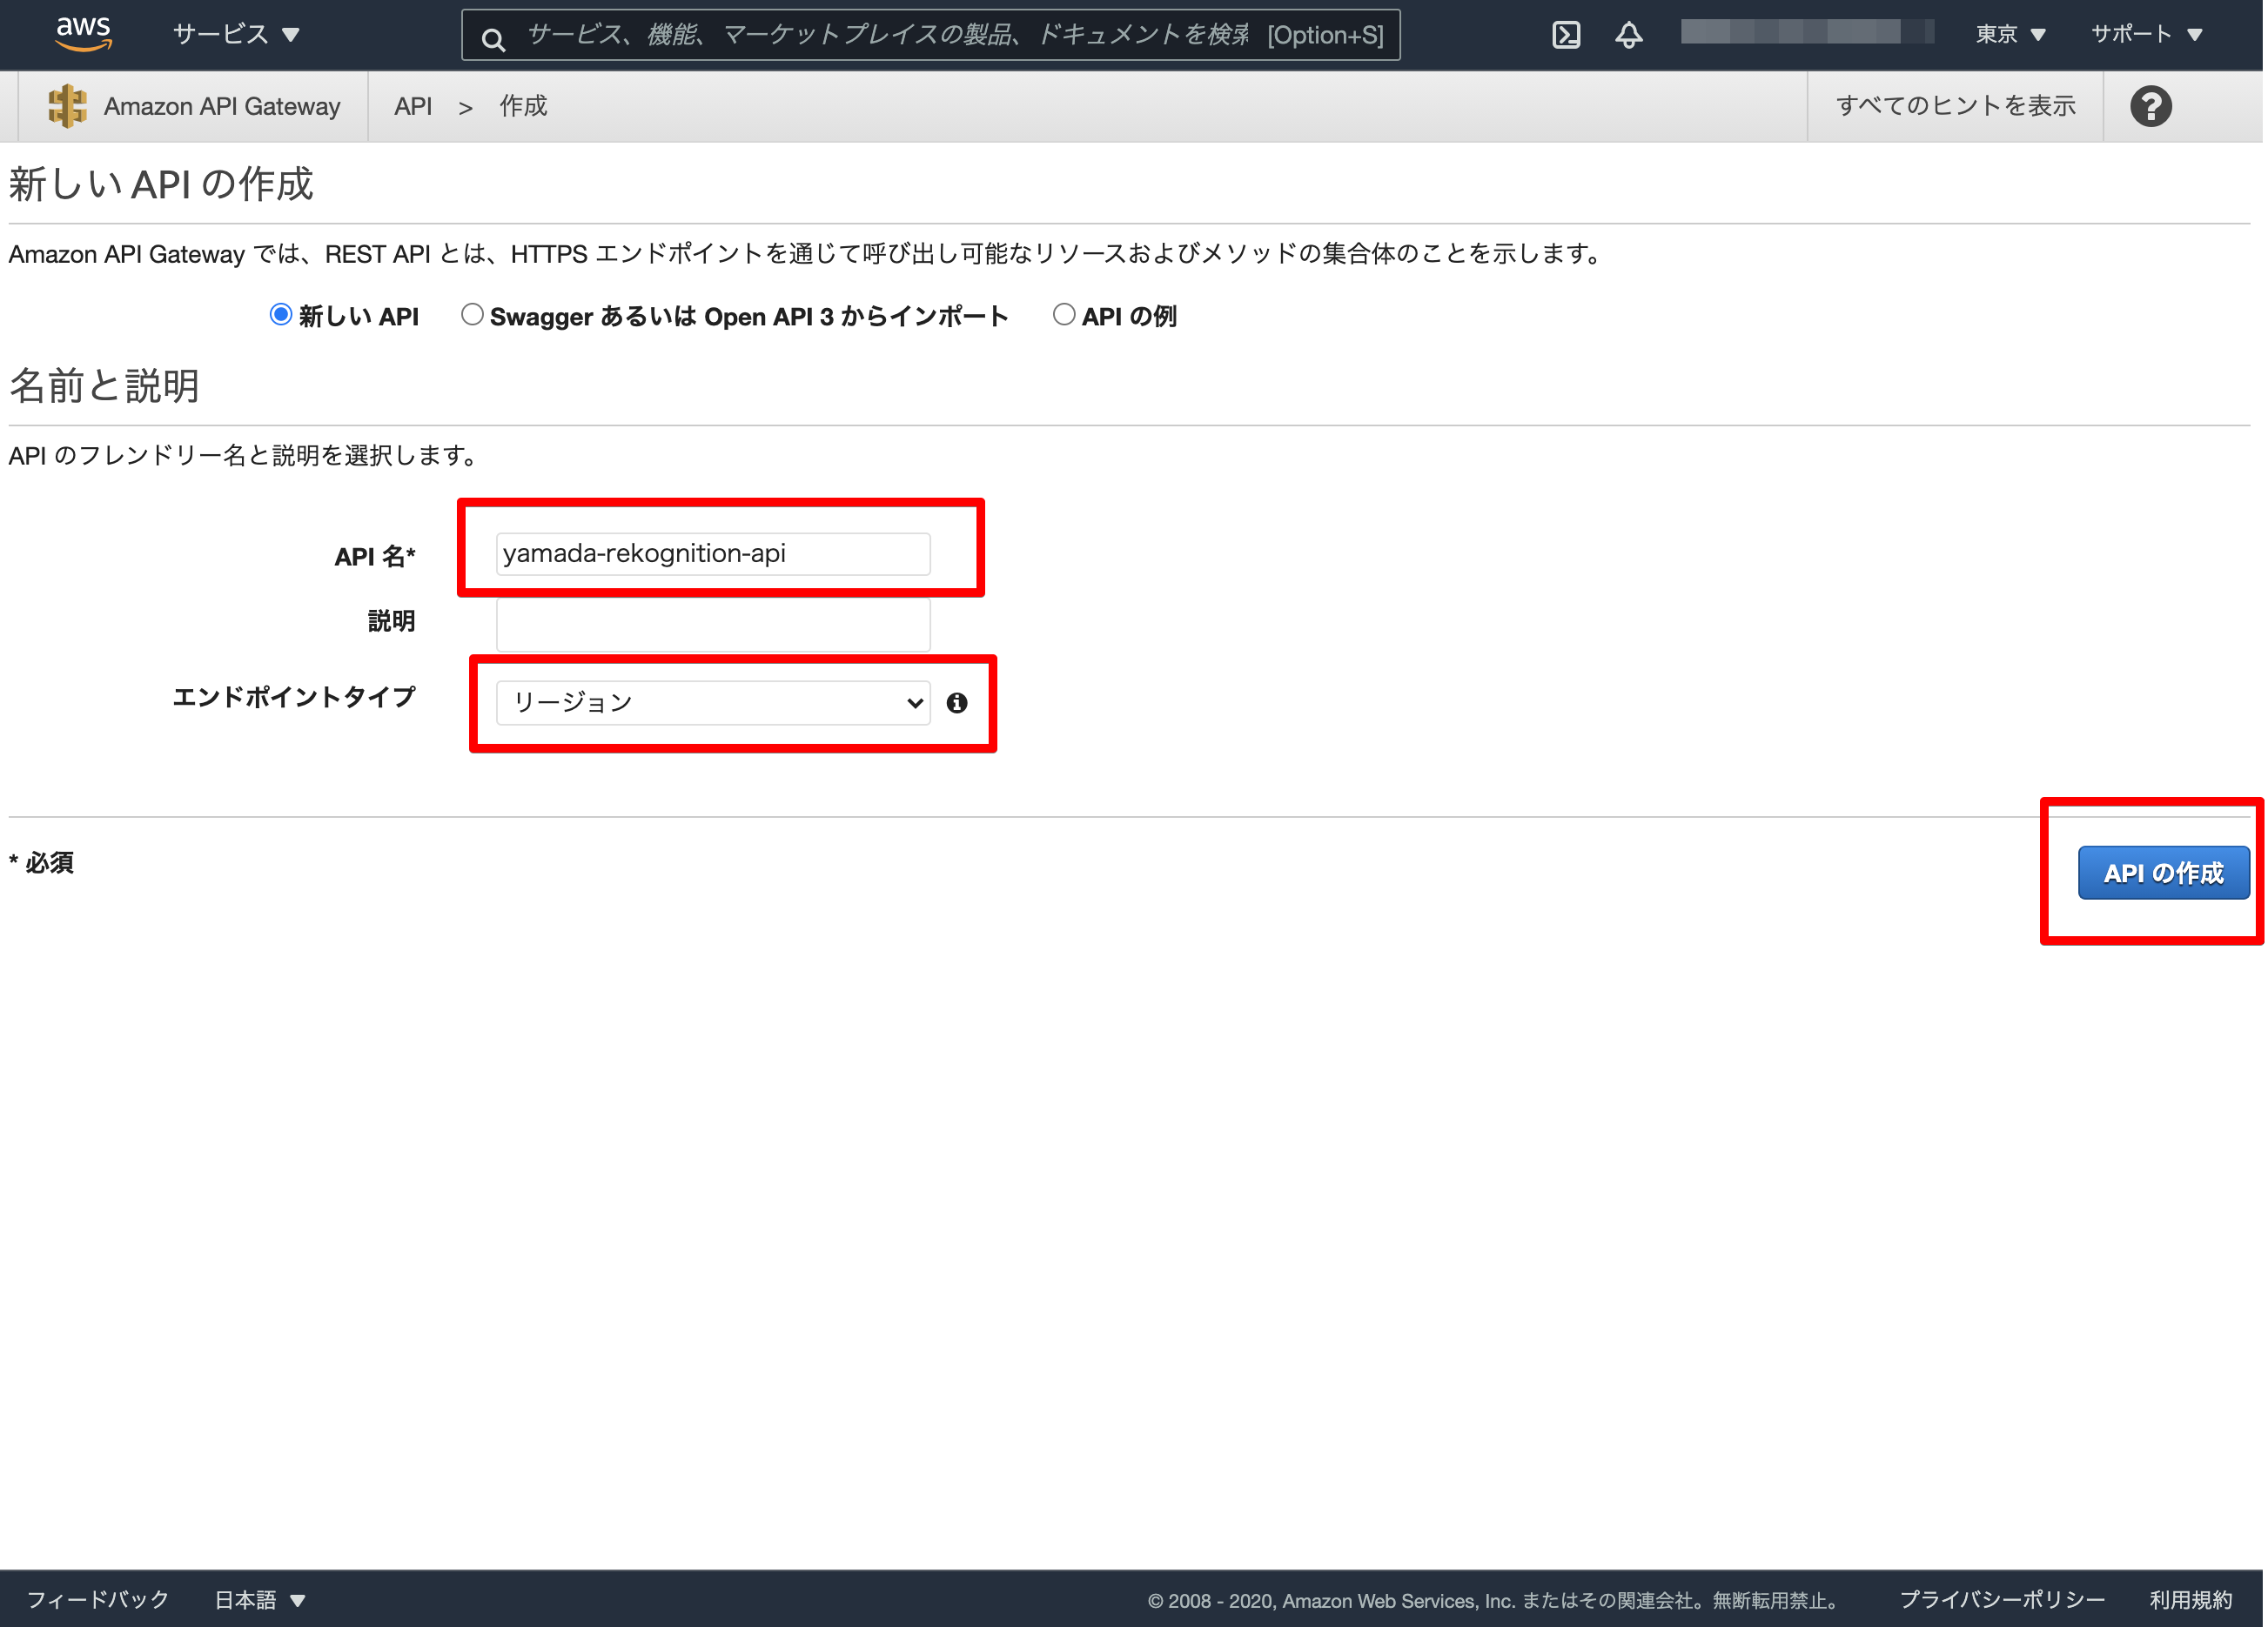 aws サービス サービス、機能、マーケットプレイスの製品、ドキュメントを検索 [Option+S] 東京 サポート
Amazon API Gateway API > 作成 すべてのヒントを表示 ?
新しい API の作成
Amazon API Gateway では、REST API とは、HTTPS エンドポイントを通じて呼び出し可能なリソースおよびメソッドの集合体のことを示します。
新しい API Swagger あるいは Open API 3 からインポート API の例
名前と説明
API のフレンドリー名と説明を選択します。
API 名* yamada-rekognition-api
説明
エンドポイントタイプ リージョン
* 必須
API の作成
フィードバック 日本語 © 2008 - 2020, Amazon Web Services, Inc. またはその関連会社。無断転用禁止。 プライバシーポリシー 利用規約